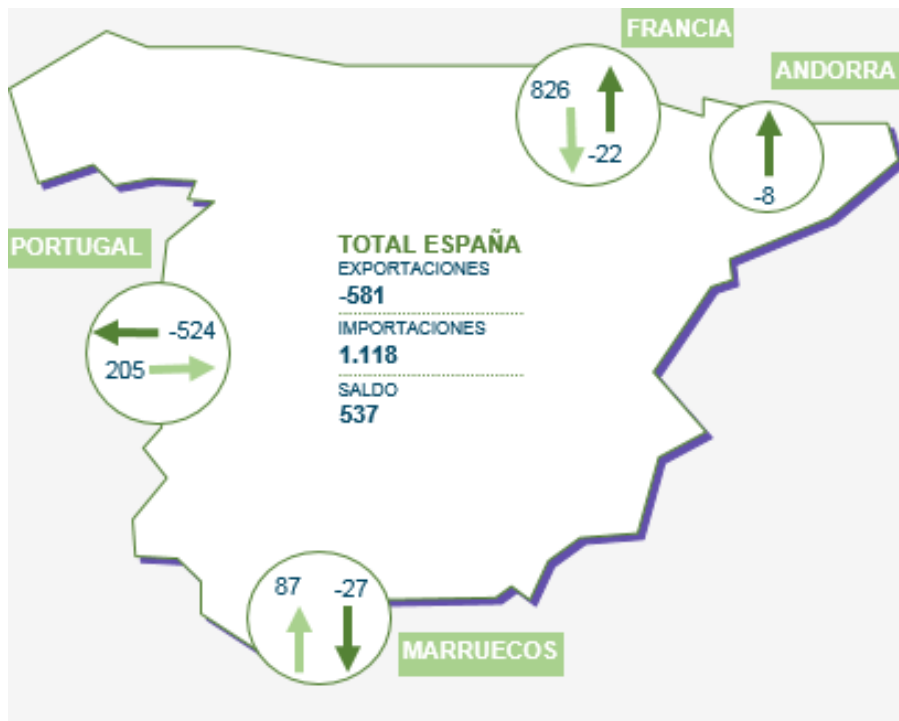 FRANCIA
826
-22
ANDORRA
-8
PORTUGAL
-524
205
TOTAL ESPAÑA
EXPORTACIONES
-581
IMPORTACIONES
1.118
SALDO
537
87 -27
MARRUECOS